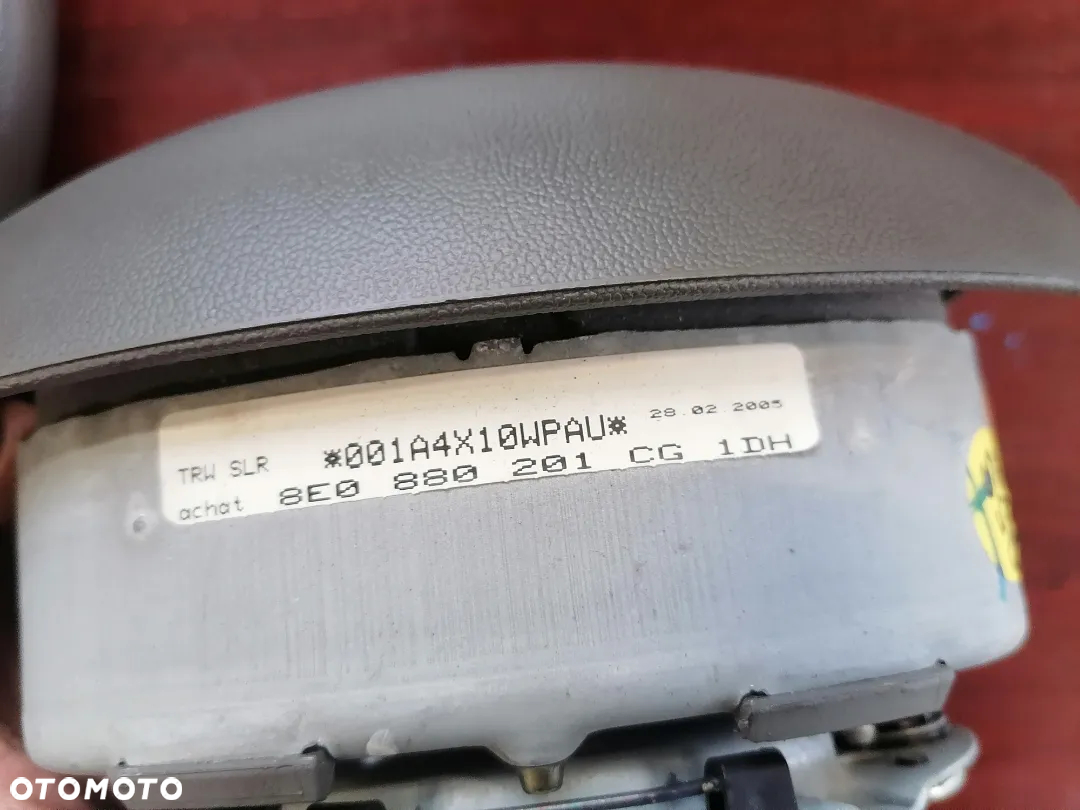 TRW SLR *001A4X10WPAU* 28.02.2005
achat 8E0 880 201 CG 1DH
OTOMOTO